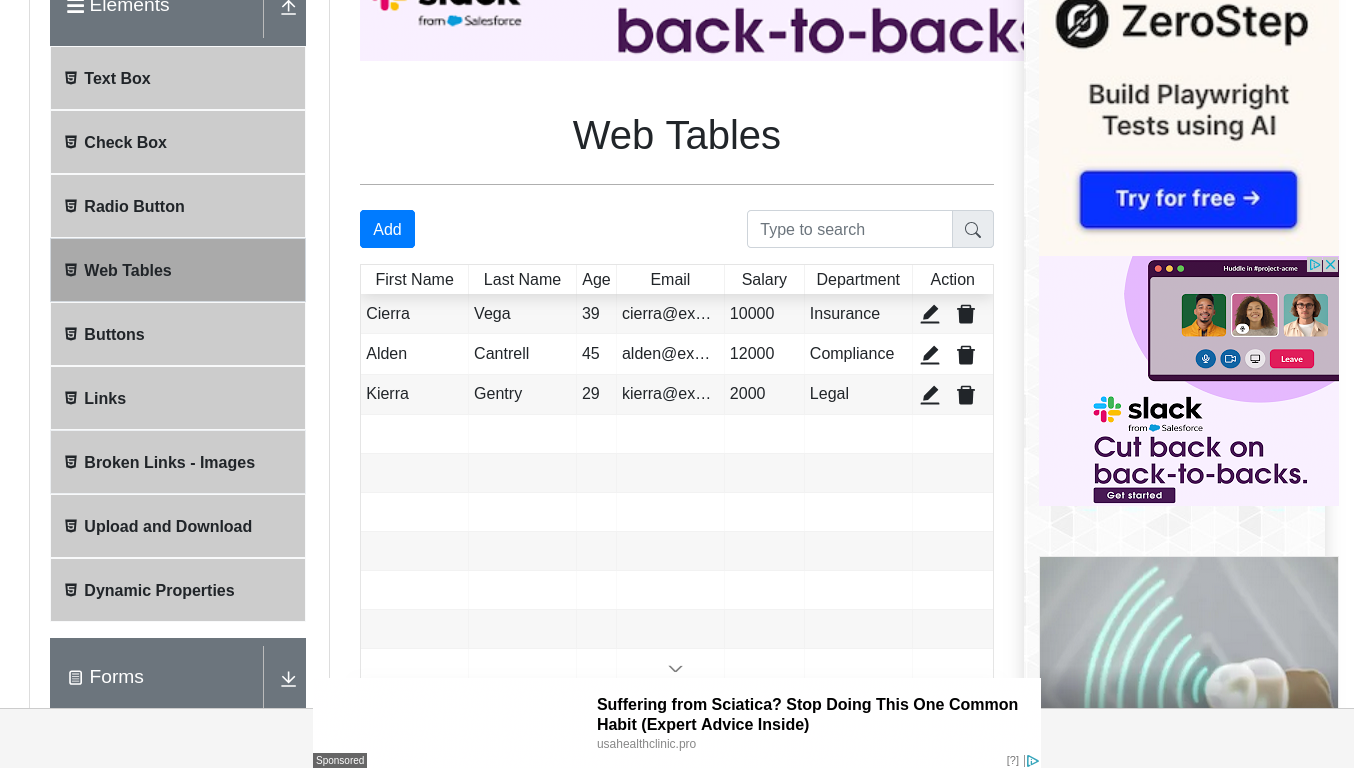 Elements
Text Box
Check Box
Radio Button
Web Tables
Buttons
Links
Broken Links - Images
Upload and Download
Dynamic Properties
Forms
slack
from Salesforce
back-to-backs
Web Tables
Add
Type to search
First Name Last Name Age Email Salary Department Action
Cierra Vega 39 cierra@ex… 10000 Insurance
Alden Cantrell 45 alden@ex… 12000 Compliance
Kierra Gentry 29 kierra@ex… 2000 Legal
ZeroStep
Build Playwright
Tests using AI
Try for free →
Huddle in #project-acme
Leave
slack
from Salesforce
Cut back on
back-to-backs.
Get started
Suffering from Sciatica? Stop Doing This One Common
Habit (Expert Advice Inside)
usahealthclinic.pro
Sponsored
[?]